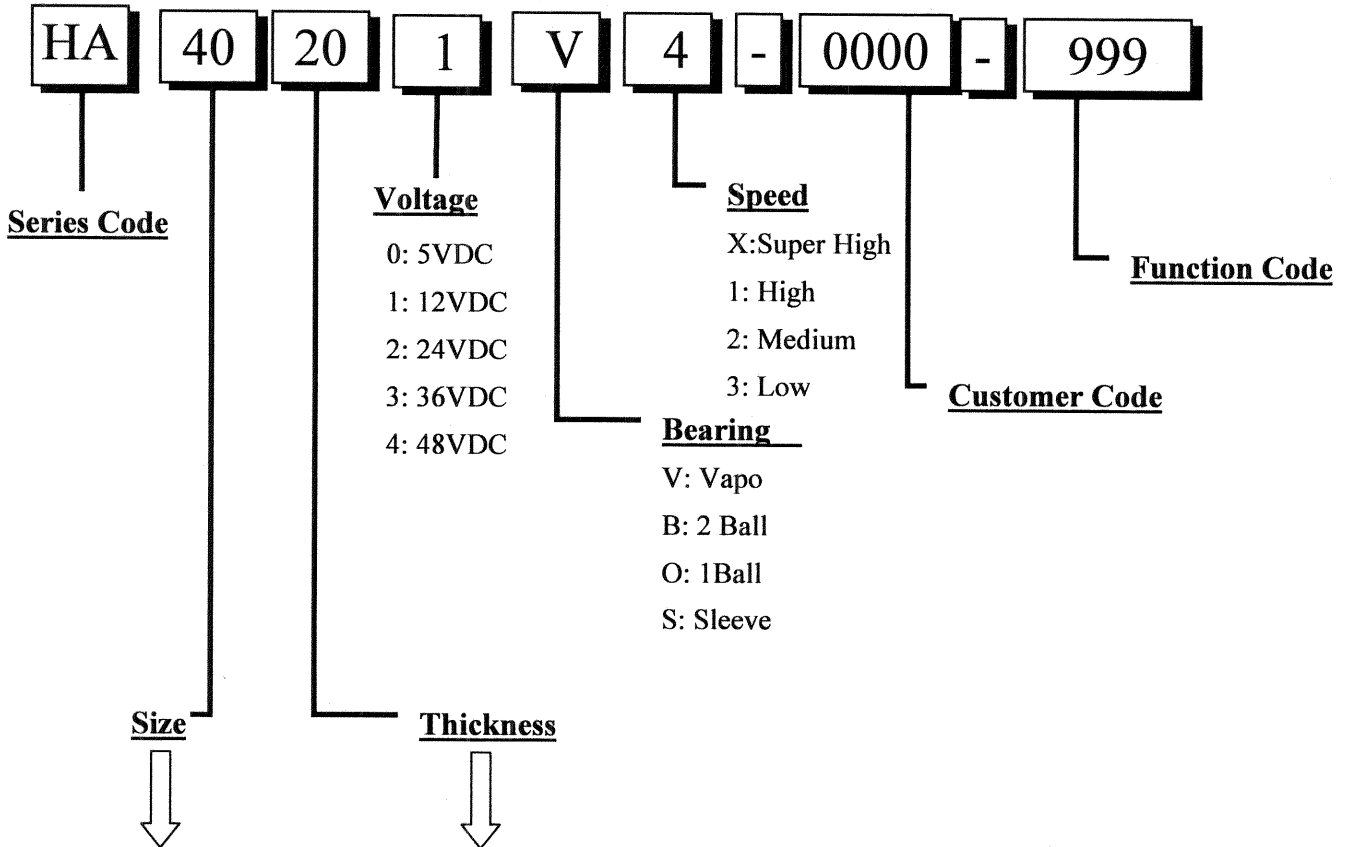 HA 40 20 1 V 4 - 0000 - 999
Series Code
Voltage
0: 5VDC
1: 12VDC
2: 24VDC
3: 36VDC
4: 48VDC
Speed
X:Super High
1: High
2: Medium
3: Low
Function Code
Customer Code
Bearing
V: Vapo
B: 2 Ball
O: 1Ball
S: Sleeve
Size
Thickness